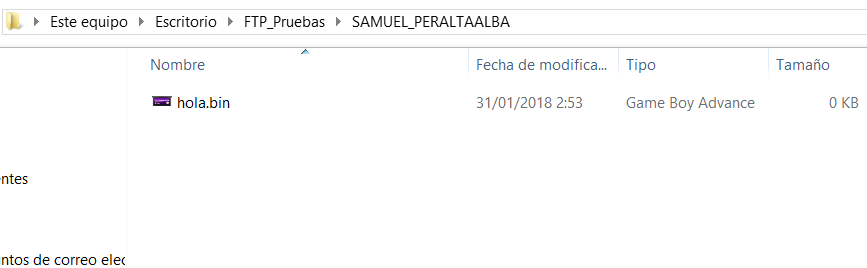 Este equipo Escritorio FTP_Pruebas SAMUEL_PERALTAALBA
Nombre Fecha de modifica... Tipo Tamaño
hola.bin 31/01/2018 2:53 Game Boy Advance 0 KB
entes
ntos de correo elec